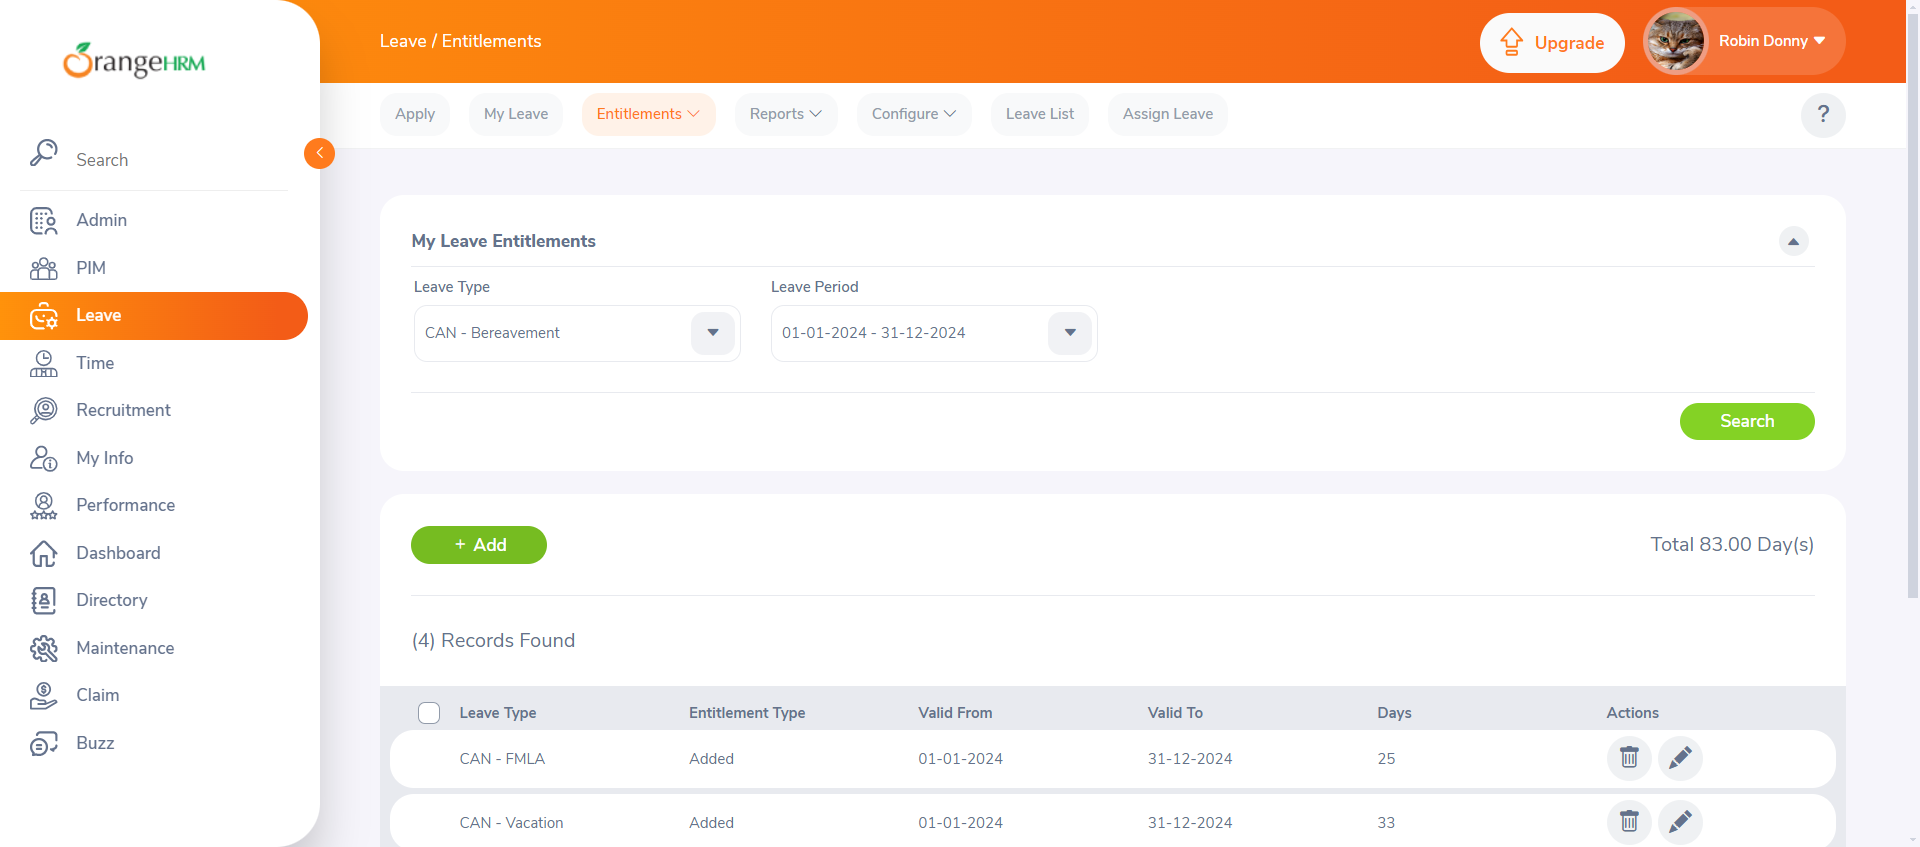 OrangeHRM
Leave / Entitlements
Upgrade
Robin Donny
Search
Admin
PIM
Leave
Time
Recruitment
My Info
Performance
Dashboard
Directory
Maintenance
Claim
Buzz
Apply My Leave Entitlements Reports Configure Leave List Assign Leave ?
My Leave Entitlements
Leave Type Leave Period
CAN - Bereavement 01-01-2024 - 31-12-2024
Search
+ Add Total 83.00 Day(s)
(4) Records Found
Leave Type Entitlement Type Valid From Valid To Days Actions
CAN - FMLA Added 01-01-2024 31-12-2024 25
CAN - Vacation Added 01-01-2024 31-12-2024 33